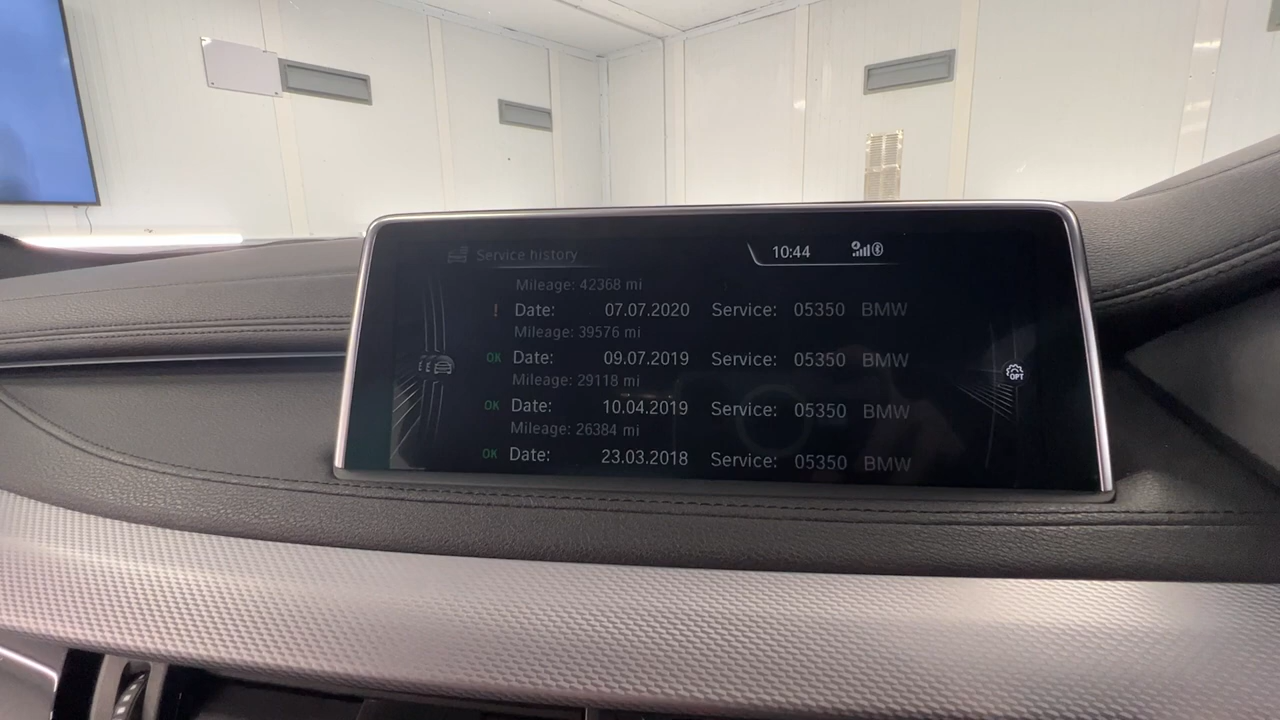 Service history 10:44
Mileage: 42368 mi
! Date: 07.07.2020 Service: 05350 BMW
Mileage: 39576 mi
OK Date: 09.07.2019 Service: 05350 BMW
Mileage: 29118 mi
OK Date: 10.04.2019 Service: 05350 BMW
Mileage: 26384 mi
OK Date: 23.03.2018 Service: 05350 BMW
OPT